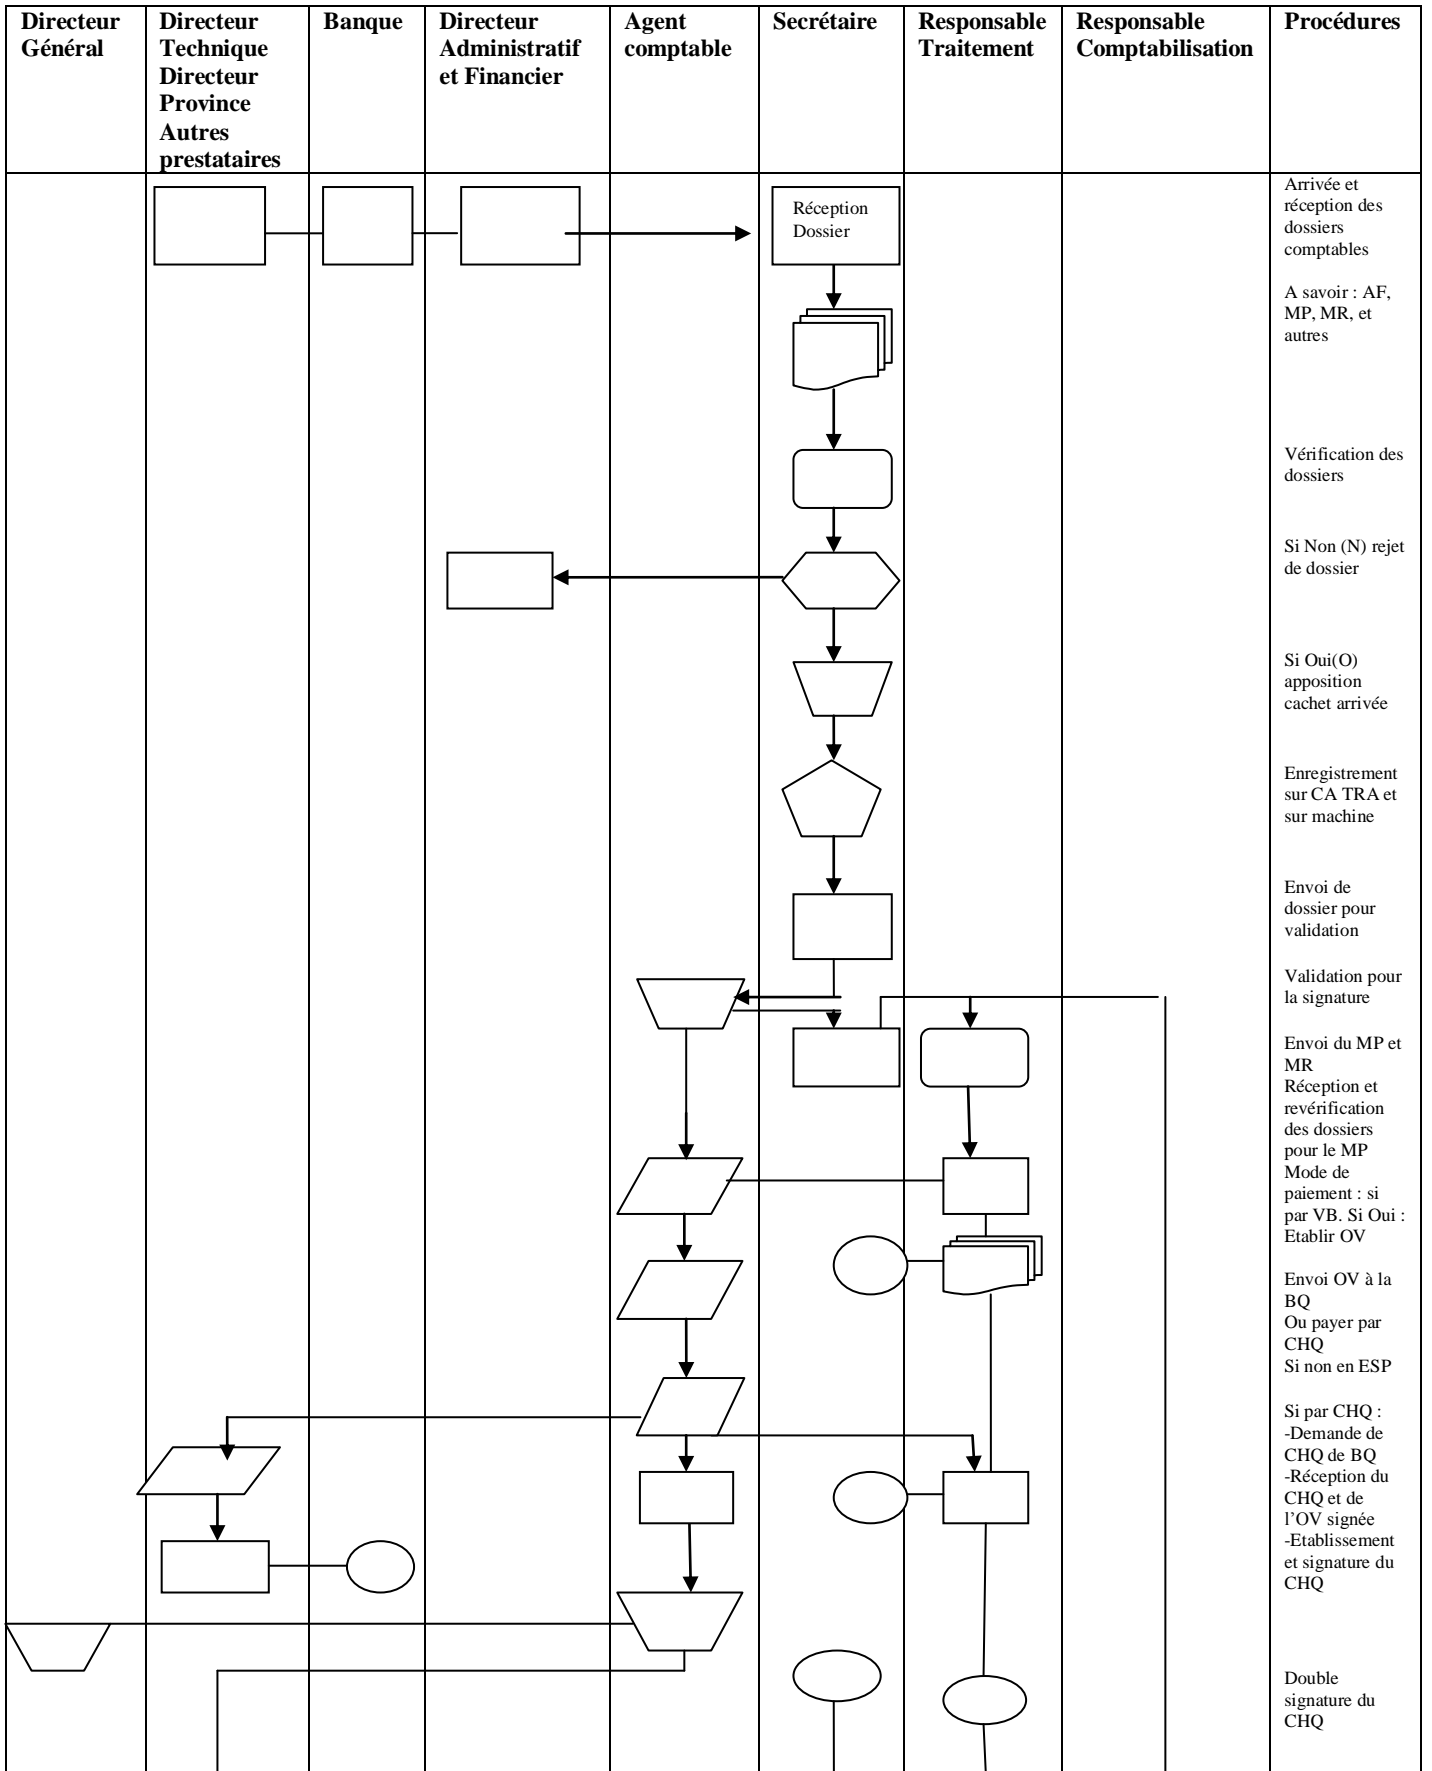 Directeur
Général
Directeur
Technique
Directeur
Province
Autres
prestataires
Banque
Directeur
Administratif
et Financier
Agent
comptable
Secrétaire
Responsable
Traitement
Responsable
Comptabilisation
Procédures
Réception
Dossier
Arrivée et
réception des
dossiers
comptables
A savoir : AF,
MP, MR, et
autres
Vérification des
dossiers
Si Non (N) rejet
de dossier
Si Oui(O)
apposition
cachet arrivée
Enregistrement
sur CA TRA et
sur machine
Envoi de
dossier pour
validation
Validation pour
la signature
Envoi du MP et
MR
Réception et
revérification
des dossiers
pour le MP
Mode de
paiement : si
par VB. Si Oui :
Etablir OV
Envoi OV à la
BQ
Ou payer par
CHQ
Si non en ESP
Si par CHQ :
-Demande de
CHQ de BQ
-Réception du
CHQ et de
l’OV signée
-Etablissement
et signature du
CHQ
Double
signature du
CHQ